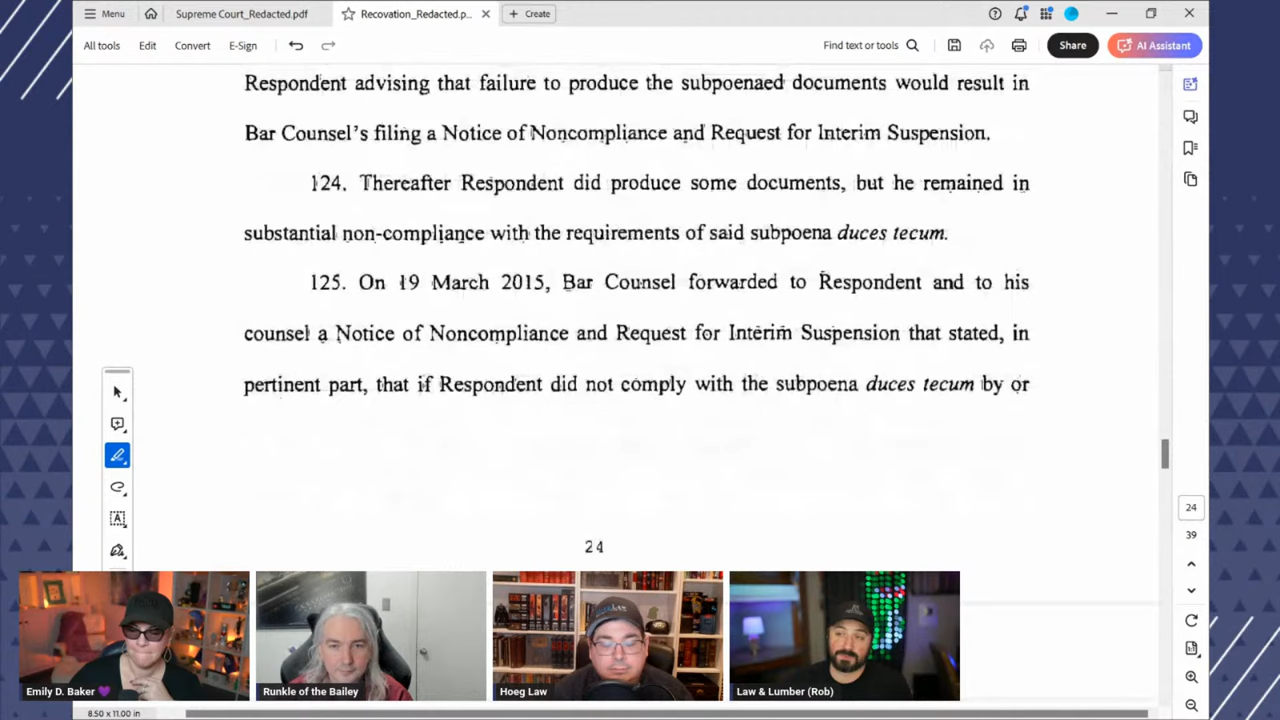 Menu
Supreme Court_Redacted.pdf
Recovation_Redacted.p...
Create
All tools Edit Convert E-Sign
Find text or tools
Share
AI Assistant
Respondent advising that failure to produce the subpoenaed documents would result in
Bar Counsel's filing a Notice of Noncompliance and Request for Interim Suspension.
124. Thereafter Respondent did produce some documents, but he remained in
substantial non-compliance with the requirements of said subpoena duces tecum.
125. On 19 March 2015, Bar Counsel forwarded to Respondent and to his
counsel a Notice of Noncompliance and Request for Interim Suspension that stated, in
pertinent part, that if Respondent did not comply with the subpoena duces tecum by or
24
24
39
Emily D. Baker 💜
Runkle of the Bailey
Hoeg Law
Law & Lumber (Rob)
8.50 x 11.00 in